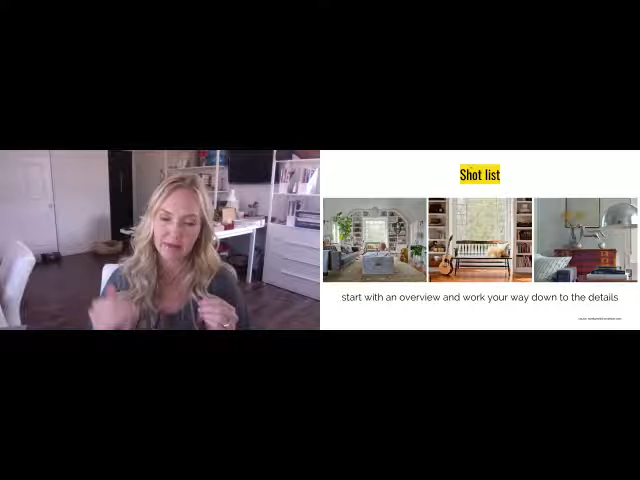 Shot list
start with an overview and work your way down to the details